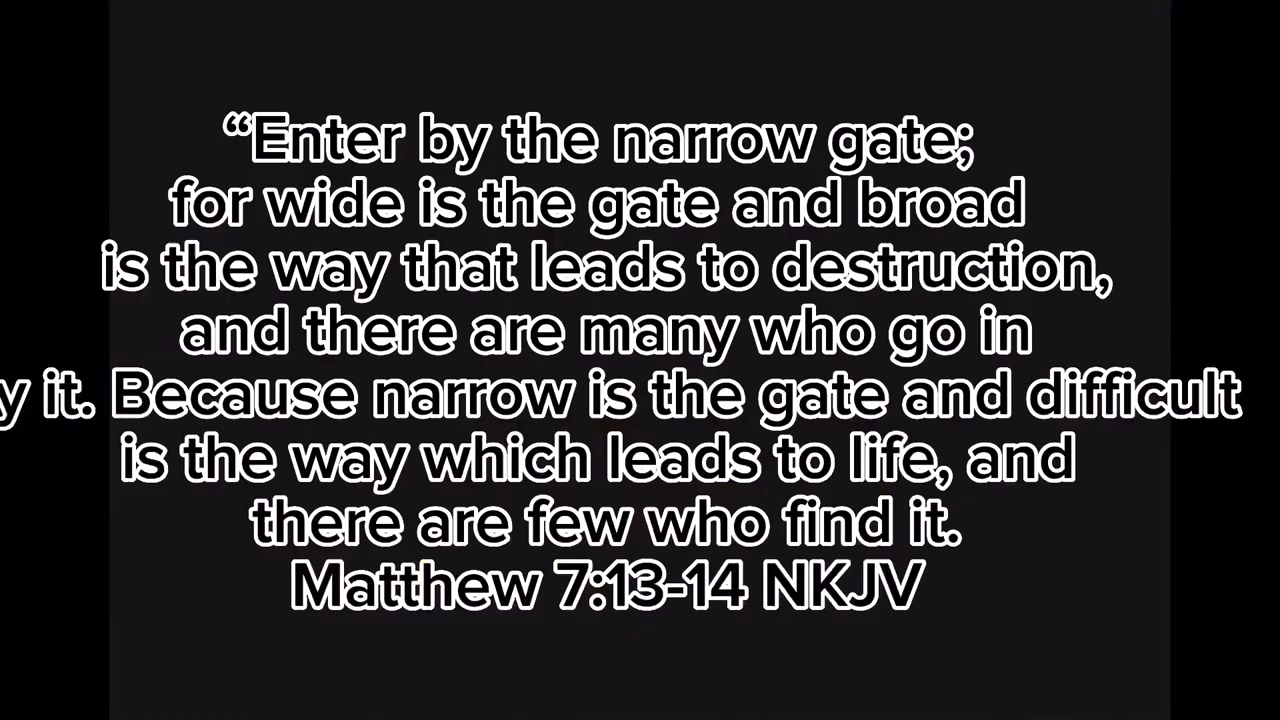 “Enter by the narrow gate;
for wide is the gate and broad
is the way that leads to destruction,
and there are many who go in
y it. Because narrow is the gate and difficult
is the way which leads to life, and
there are few who find it.
Matthew 7:13-14 NKJV